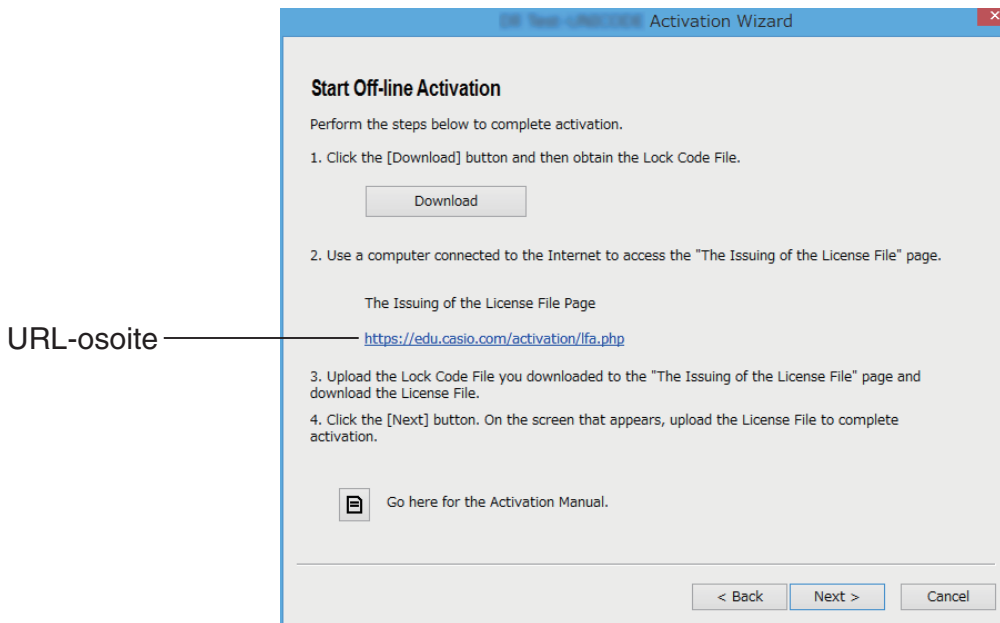 Activation Wizard
Start Off-line Activation
Perform the steps below to complete activation.
1. Click the [Download] button and then obtain the Lock Code File.
Download
2. Use a computer connected to the Internet to access the "The Issuing of the License File" page.
The Issuing of the License File Page
URL-osoite
https://edu.casio.com/activation/lfa.php
3. Upload the Lock Code File you downloaded to the "The Issuing of the License File" page and
download the License File.
4. Click the [Next] button. On the screen that appears, upload the License File to complete
activation.
Go here for the Activation Manual.
< Back
Next >
Cancel